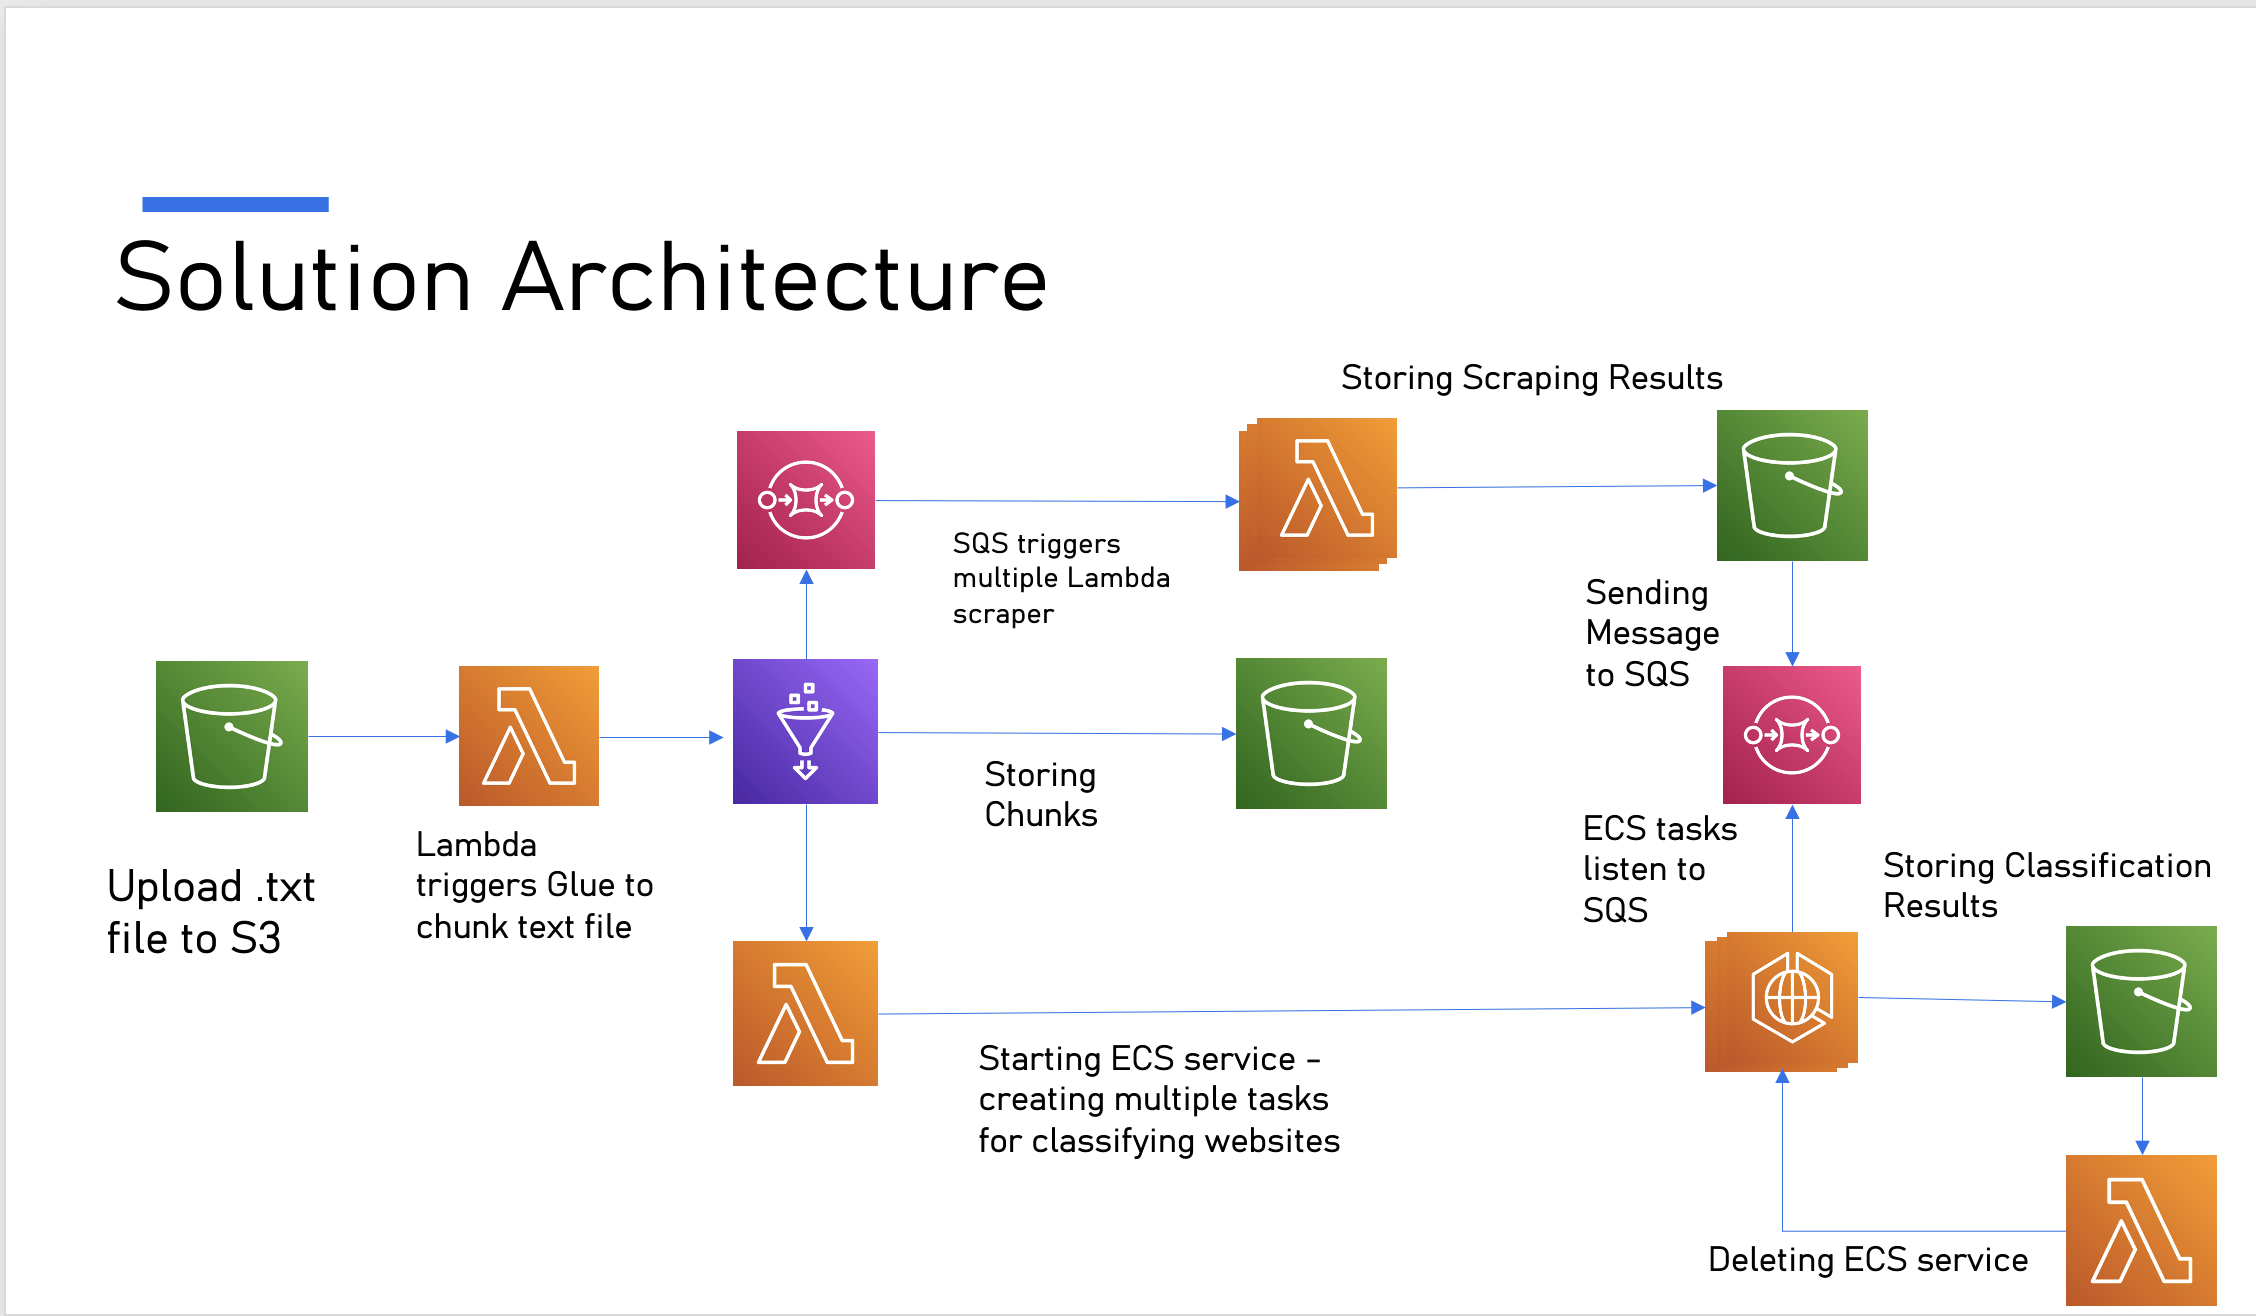 Solution Architecture
Storing Scraping Results
SQS triggers
multiple Lambda
scraper
Sending
Message
to SQS
Storing
Chunks
Lambda
triggers Glue to
chunk text file
Upload .txt
file to S3
ECS tasks
listen to
SQS
Storing Classification
Results
Starting ECS service –
creating multiple tasks
for classifying websites
Deleting ECS service